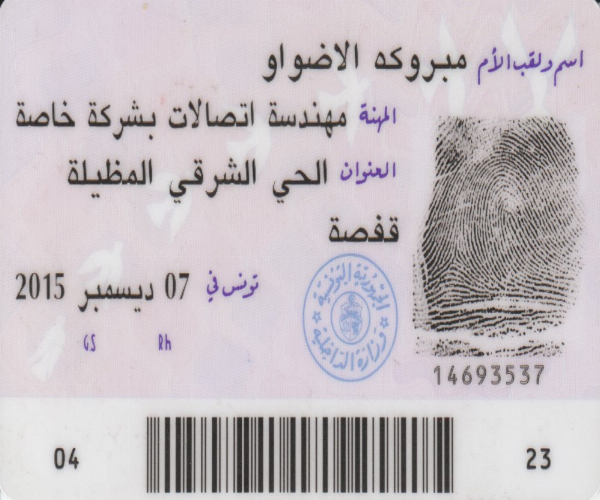 اسم ولقب الأم مبروكه الاضواو
المهنة مهندسة اتصالات بشركة خاصة
العنوان الحي الشرقي المظيلة
قفصة
تونس في 07 ديسمبر 2015
GS Rh
الجمهورية التونسية
وزارة الداخلية
14693537
04 23